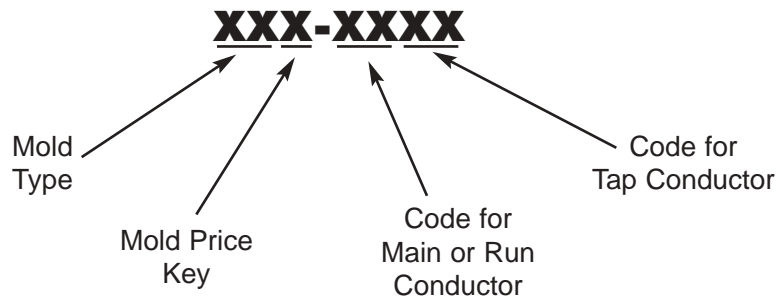 XXX-XXXX
Mold
Type
Mold Price
Key
Code for
Main or Run
Conductor
Code for
Tap Conductor